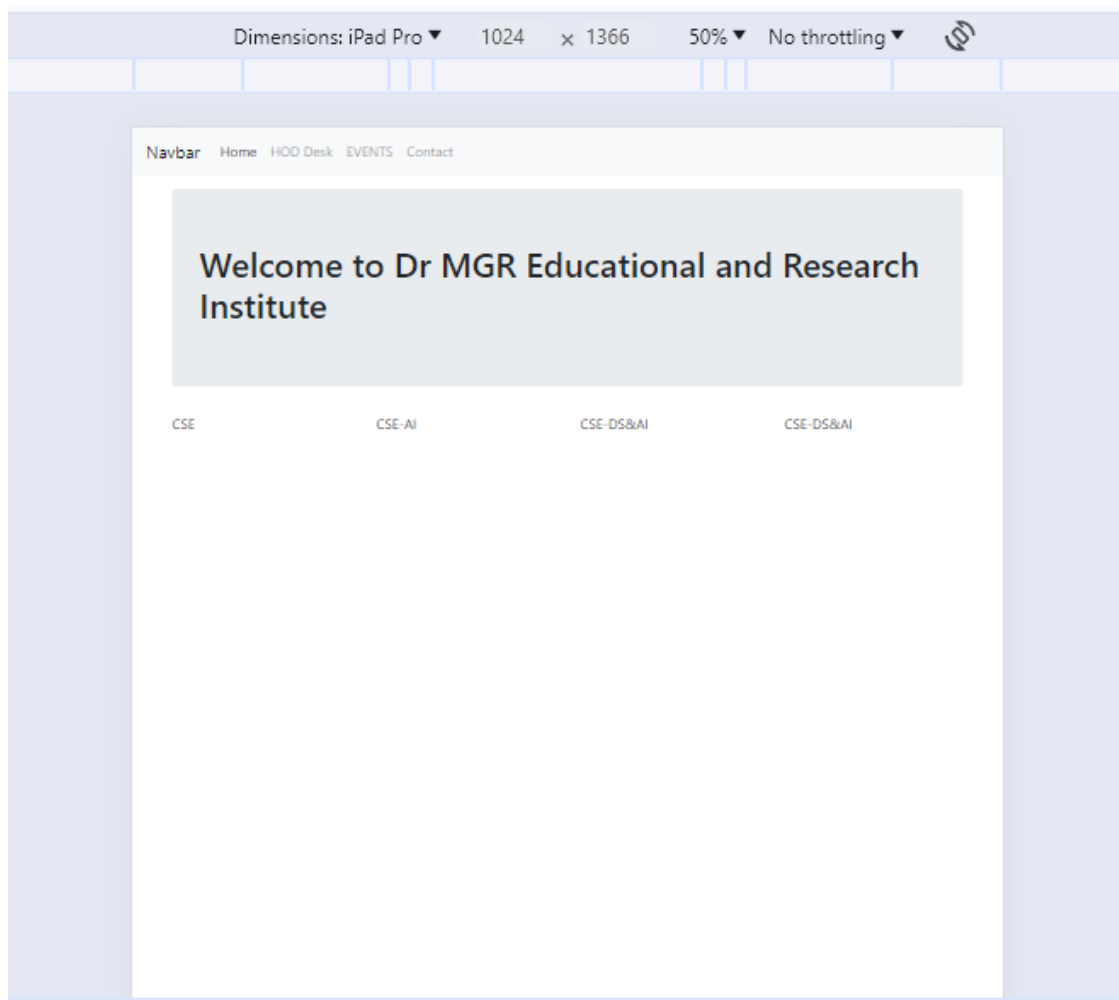 Dimensions: iPad Pro 1024 × 1366 50% No throttling
Navbar Home HOD Desk EVENTS Contact
Welcome to Dr MGR Educational and Research
Institute
CSE CSE-AI CSE-DS&AI CSE-DS&AI